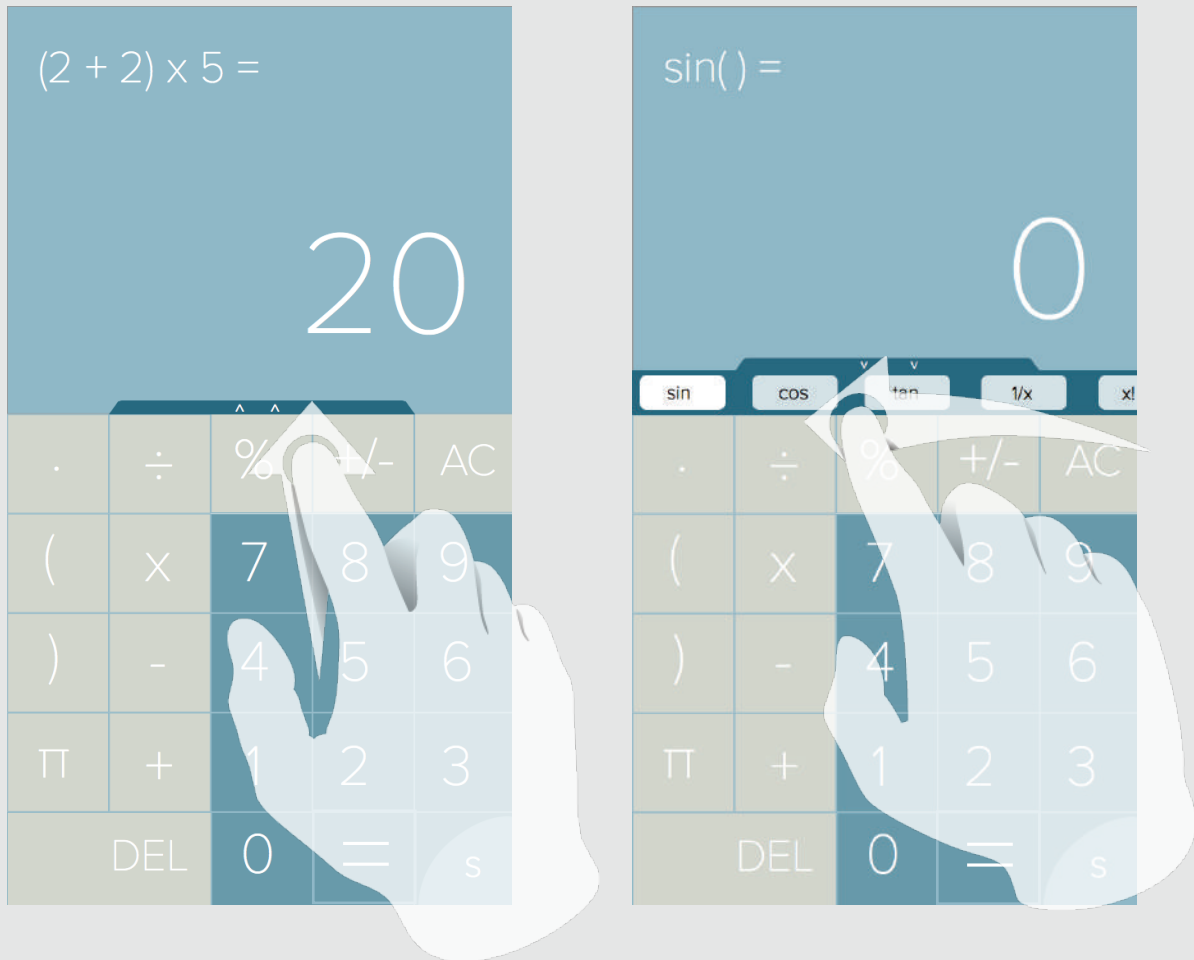 (2 + 2) x 5 =
20
^ ^
. ÷ % +/- AC
( x 7 8 9
) - 4 5 6
π + 1 2 3
DEL 0 = s
sin( ) =
0
v v
sin cos tan 1/x x!
. ÷ % +/- AC
( x 7 8 9
) - 4 5 6
π + 1 2 3
DEL 0 = s